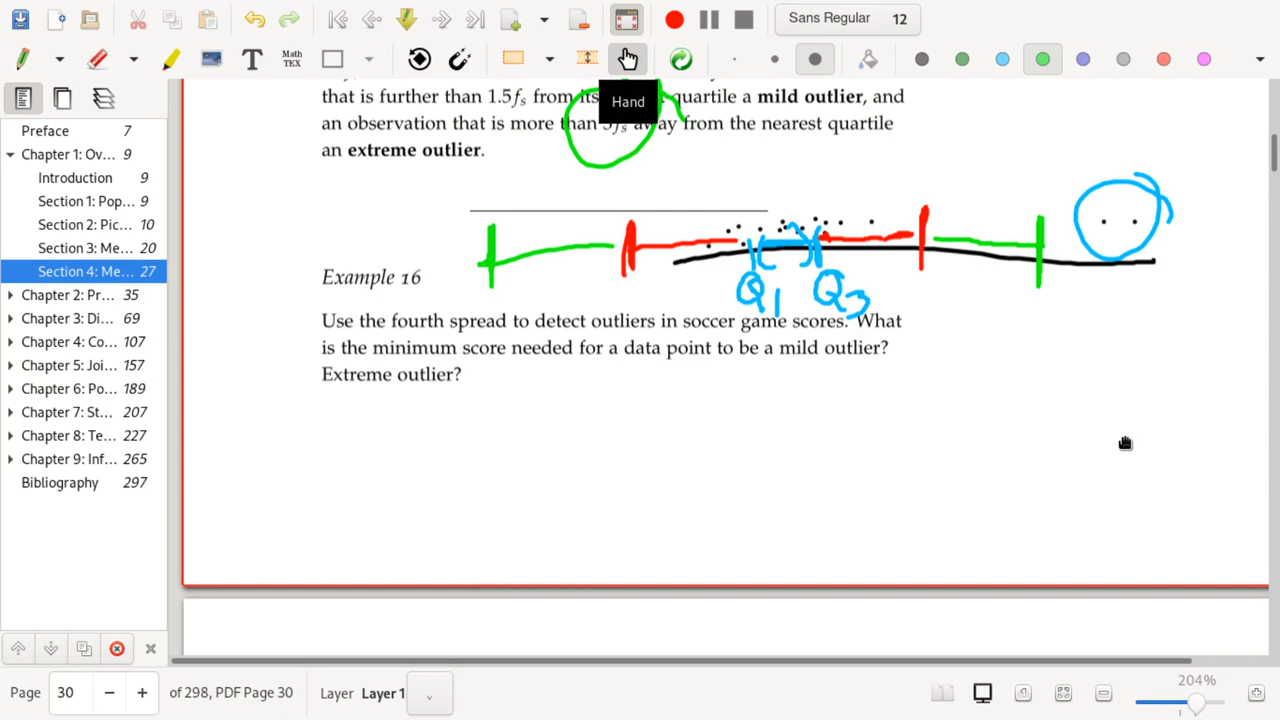 Sans Regular 12
Math
TEX
Hand
that is further than 1.5fs from its quartile a mild outlier, and
an observation that is more than 3fs away from the nearest quartile
an extreme outlier.
Q1 Q3
Example 16
Use the fourth spread to detect outliers in soccer game scores. What
is the minimum score needed for a data point to be a mild outlier?
Extreme outlier?
Preface 7
Chapter 1: Ov... 9
Introduction 9
Section 1: Pop... 9
Section 2: Pic... 10
Section 3: Me... 20
Section 4: Me... 27
Chapter 2: Pr... 35
Chapter 3: Di... 69
Chapter 4: Co... 107
Chapter 5: Joi... 157
Chapter 6: Po... 189
Chapter 7: St... 207
Chapter 8: Te... 227
Chapter 9: Inf... 265
Bibliography 297
Page 30 of 298, PDF Page 30 Layer Layer 1 204%